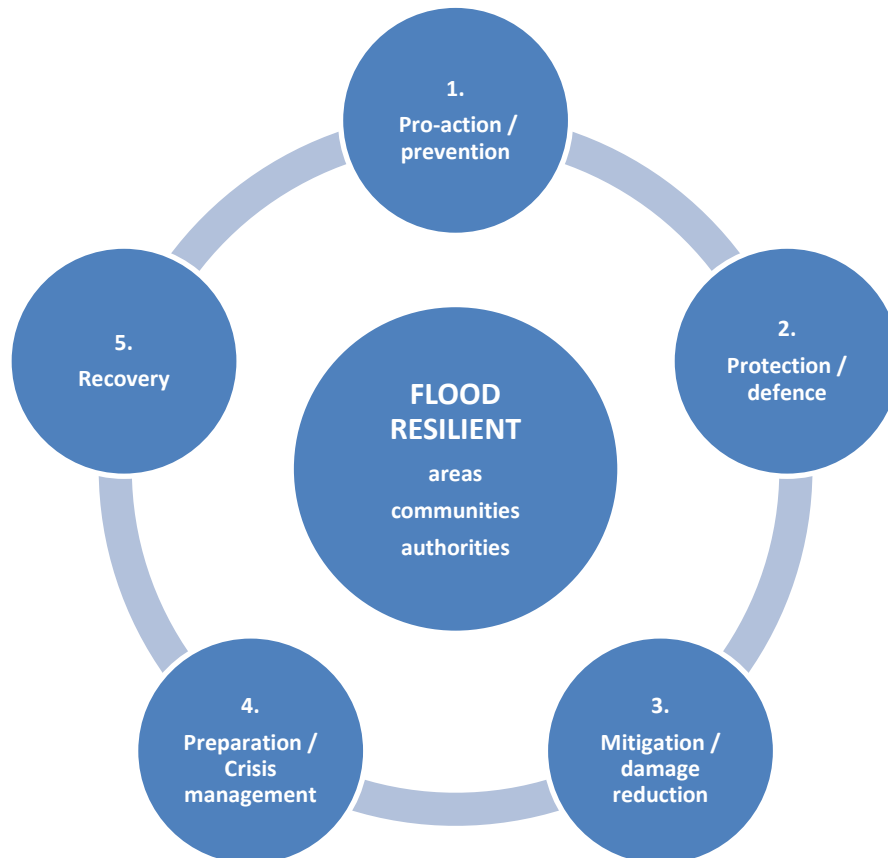 1.
Pro-action /
prevention
2.
Protection /
defence
3.
Mitigation /
damage
reduction
4.
Preparation /
Crisis
management
5.
Recovery
FLOOD
RESILIENT
areas
communities
authorities